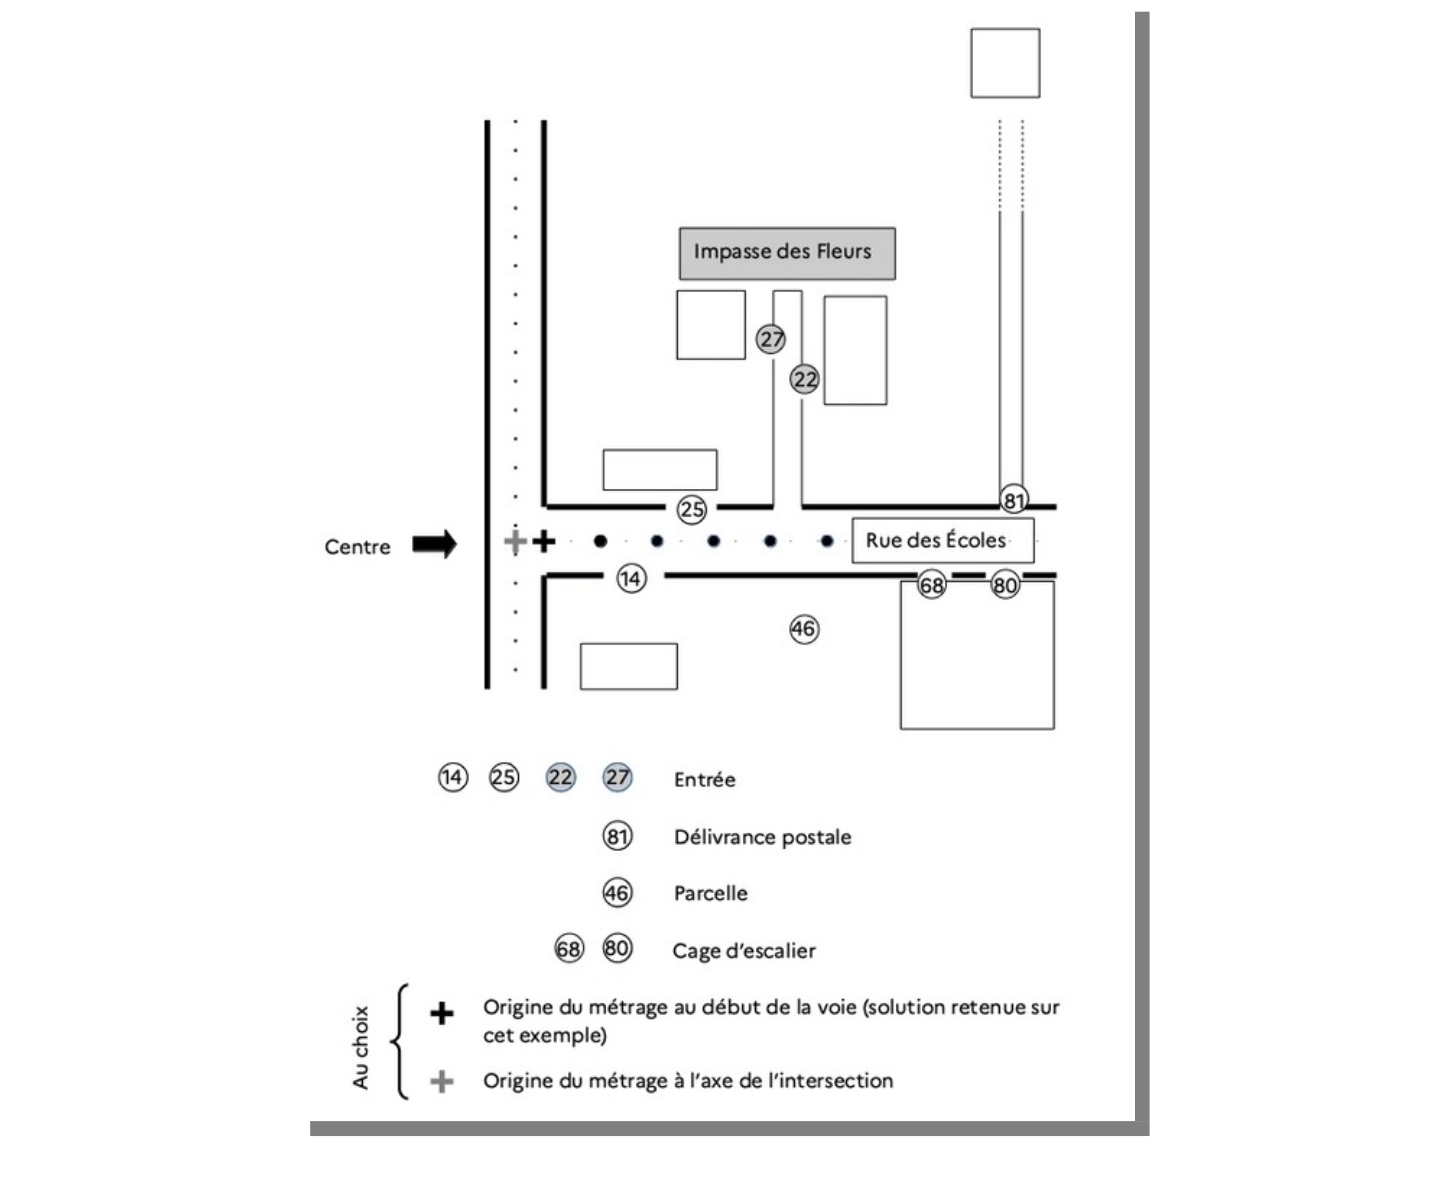 Impasse des Fleurs
27
22
25
81
Centre
Rue des Écoles
14
68
80
46
14 25 22 27 Entrée
81 Délivrance postale
46 Parcelle
68 80 Cage d'escalier
Au choix
Origine du métrage au début de la voie (solution retenue sur
cet exemple)
Origine du métrage à l'axe de l'intersection